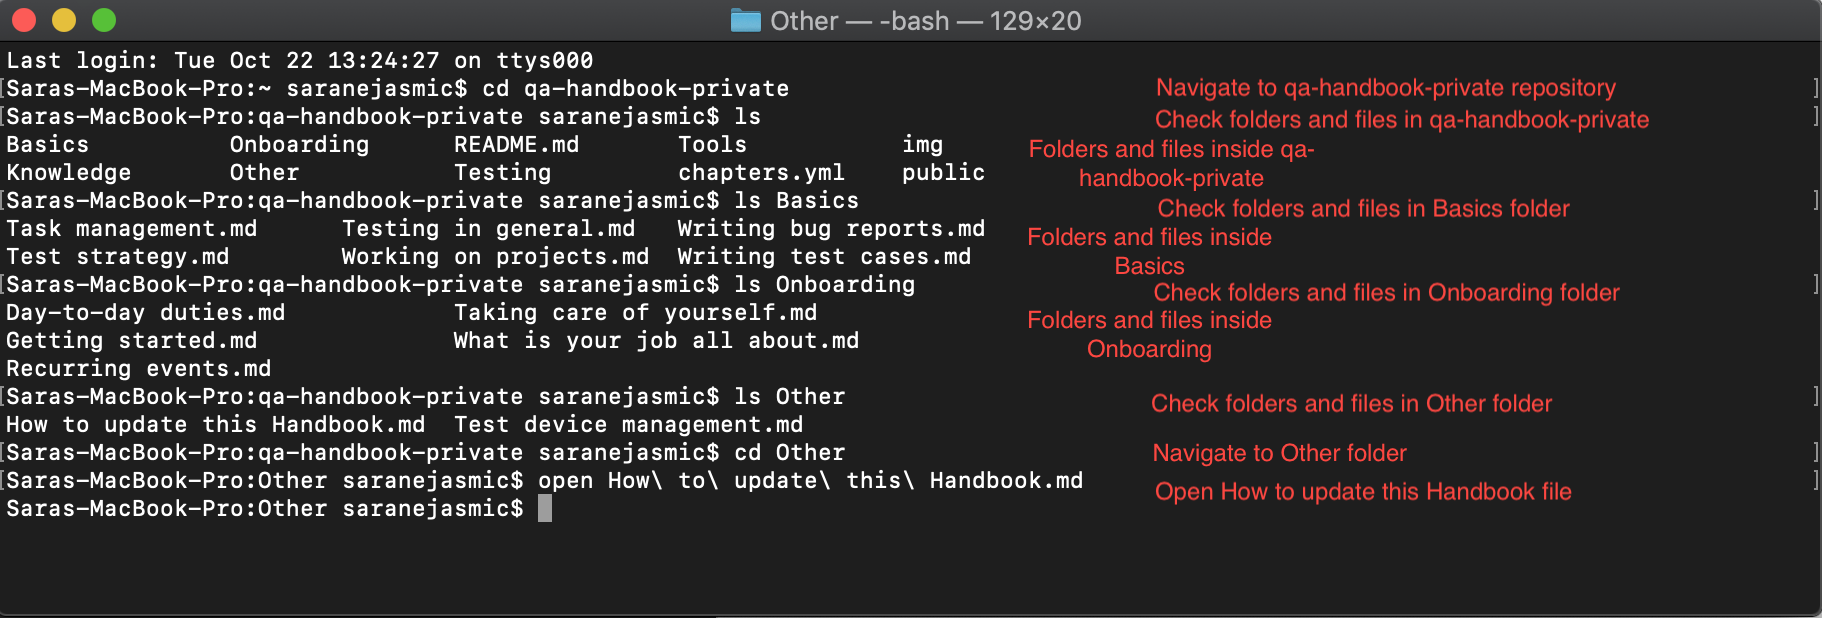 Other — -bash — 129×20
Last login: Tue Oct 22 13:24:27 on ttys000
[Saras-MacBook-Pro:~ saranejasmic$ cd qa-handbook-private Navigate to qa-handbook-private repository ]
[Saras-MacBook-Pro:qa-handbook-private saranejasmic$ ls Check folders and files in qa-handbook-private ]
Basics Onboarding README.md Tools img Folders and files inside qa-
Knowledge Other Testing chapters.yml public handbook-private
[Saras-MacBook-Pro:qa-handbook-private saranejasmic$ ls Basics Check folders and files in Basics folder ]
Task management.md Testing in general.md Writing bug reports.md Folders and files inside
Test strategy.md Working on projects.md Writing test cases.md Basics
[Saras-MacBook-Pro:qa-handbook-private saranejasmic$ ls Onboarding Check folders and files in Onboarding folder ]
Day-to-day duties.md Taking care of yourself.md Folders and files inside
Getting started.md What is your job all about.md Onboarding
Recurring events.md
[Saras-MacBook-Pro:qa-handbook-private saranejasmic$ ls Other Check folders and files in Other folder ]
How to update this Handbook.md Test device management.md
[Saras-MacBook-Pro:qa-handbook-private saranejasmic$ cd Other Navigate to Other folder ]
[Saras-MacBook-Pro:Other saranejasmic$ open How\ to\ update\ this\ Handbook.md Open How to update this Handbook file ]
Saras-MacBook-Pro:Other saranejasmic$